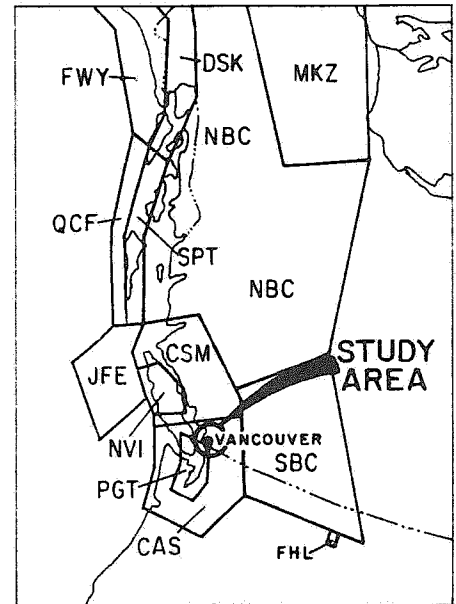 FWY
DSK
MKZ
NBC
QCF
SPT
NBC
CSM
JFE
STUDY
AREA
NVI
VANCOUVER
SBC
PGT
CAS
FHL